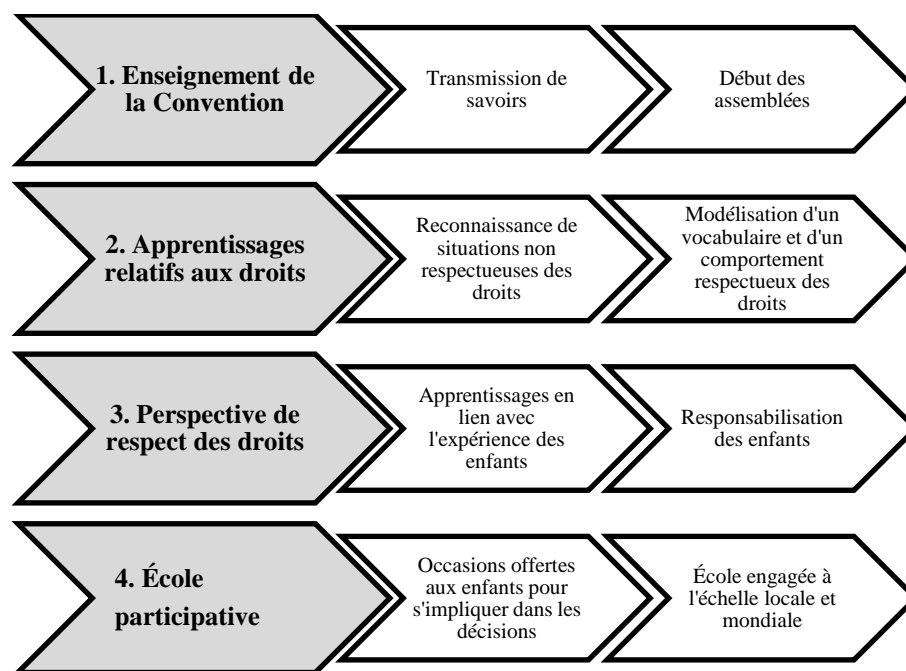 1. Enseignement de
la Convention
Transmission de
savoirs
Début des
assemblées
2. Apprentissages
relatifs aux droits
Reconnaissance de
situations non
respectueuses des
droits
Modélisation d'un
vocabulaire et d'un
comportement
respectueux des
droits
3. Perspective de
respect des droits
Apprentissages en
lien avec
l'expérience des
enfants
Responsabilisation
des enfants
4. École
participative
Occasions offertes
aux enfants pour
s'impliquer dans les
décisions
École engagée à
l'échelle locale et
mondiale